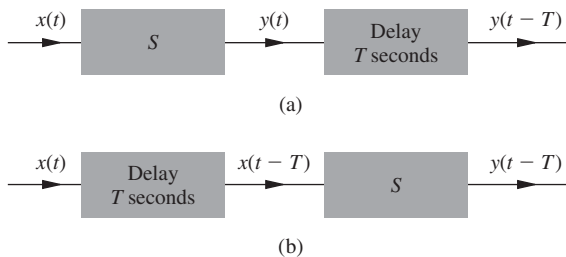 x(t)
S
y(t)
Delay
T seconds
y(t − T)
(a)
x(t)
Delay
T seconds
x(t − T)
S
y(t − T)
(b)